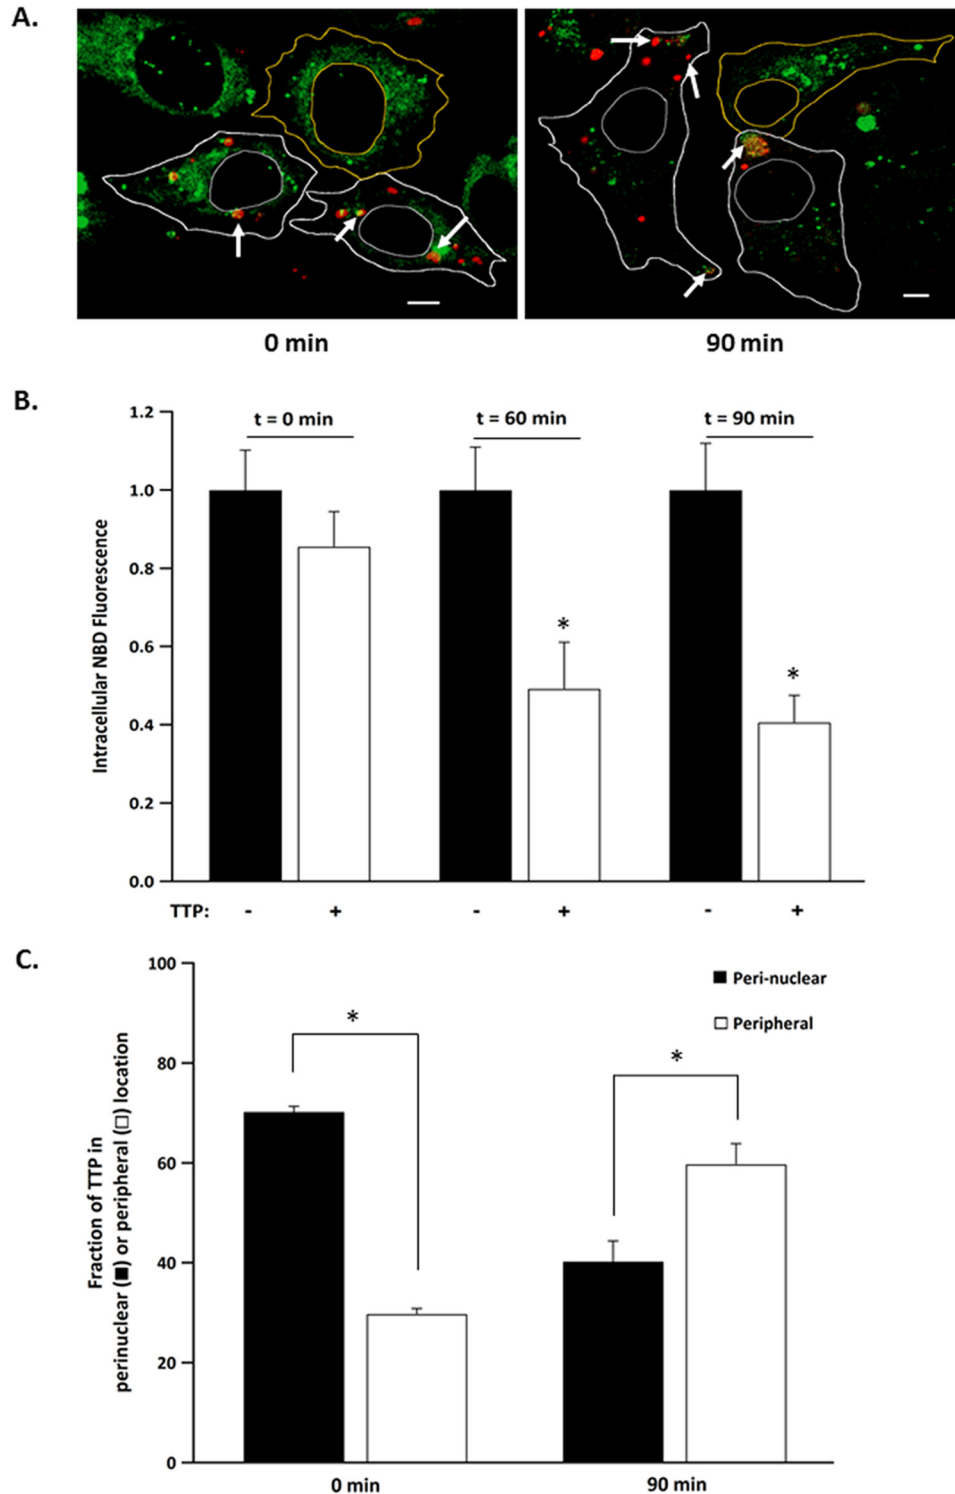 A.
0 min
90 min
B.
Intracellular NBD Fluorescence
1.2
1.0
0.8
0.6
0.4
0.2
0.0
t = 0 min
t = 60 min
t = 90 min
*
*
TTP: - + - + - +
C.
Fraction of TTP in
perinuclear (■) or peripheral (□) location
100
80
60
40
20
0
■ Peri-nuclear
□ Peripheral
*
*
0 min
90 min